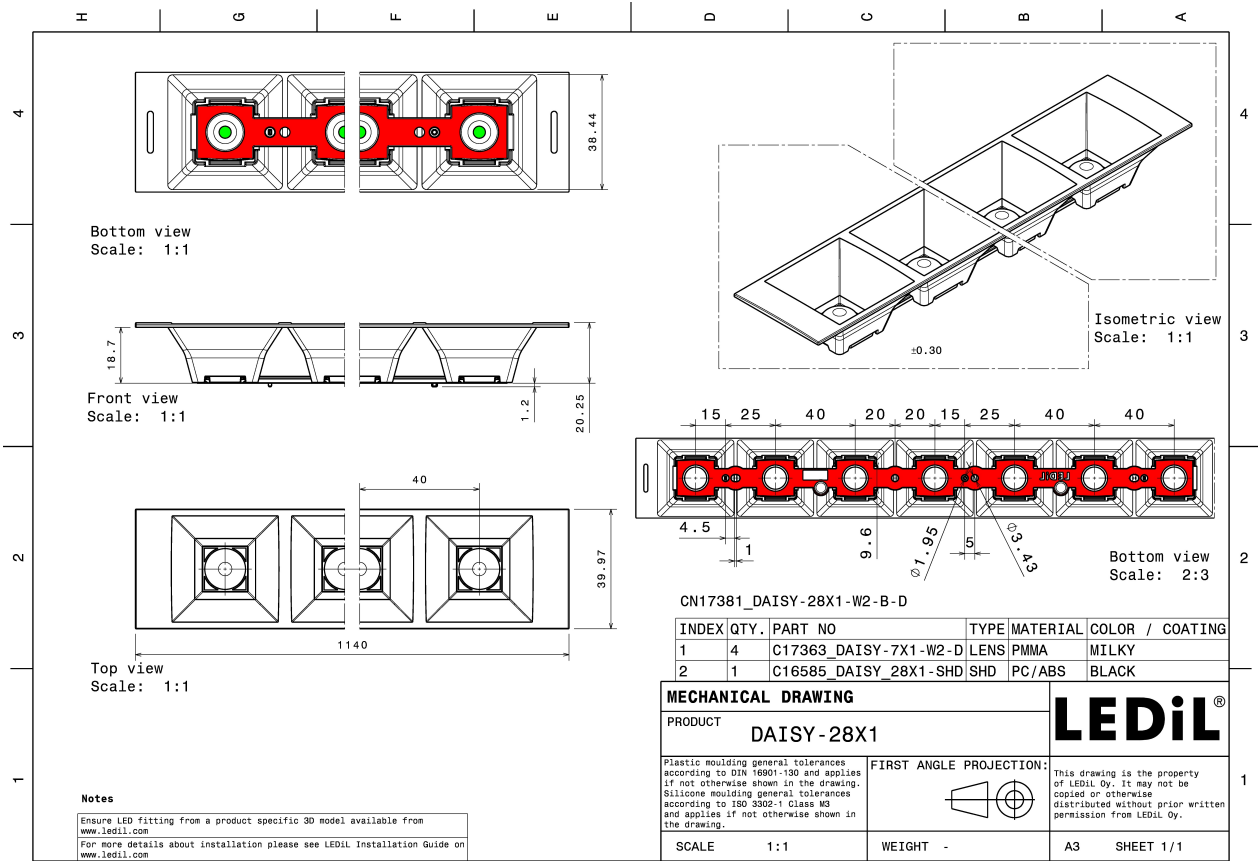 H G F E D C B A
4
4
38.44
Bottom view
Scale: 1:1
3
3
18.7
1.2
20.25
Front view
Scale: 1:1
Isometric view
Scale: 1:1
±0.30
15 25 40 20 20 15 25 40 40
LEDiL
4.5
1
9.6
∅1.95
5
∅3.43
Bottom view
Scale: 2:3
2
2
40
39.97
1140
Top view
Scale: 1:1
CN17381_DAISY-28X1-W2-B-D
INDEX QTY. PART NO TYPE MATERIAL COLOR / COATING
1 4 C17363_DAISY-7X1-W2-D LENS PMMA MILKY
2 1 C16585_DAISY_28X1-SHD SHD PC/ABS BLACK
MECHANICAL DRAWING
PRODUCT
DAISY-28X1
LEDiL®
Plastic moulding general tolerances
according to DIN 16901-130 and applies
if not otherwise shown in the drawing.
Silicone moulding general tolerances
according to ISO 3302-1 Class M3
and applies if not otherwise shown in
the drawing.
FIRST ANGLE PROJECTION:
This drawing is the property
of LEDiL Oy. It may not be
copied or otherwise
distributed without prior written
permission from LEDiL Oy.
SCALE 1:1 WEIGHT - A3 SHEET 1/1
1
1
Notes
Ensure LED fitting from a product specific 3D model available from
www.ledil.com
For more details about installation please see LEDiL Installation Guide on
www.ledil.com